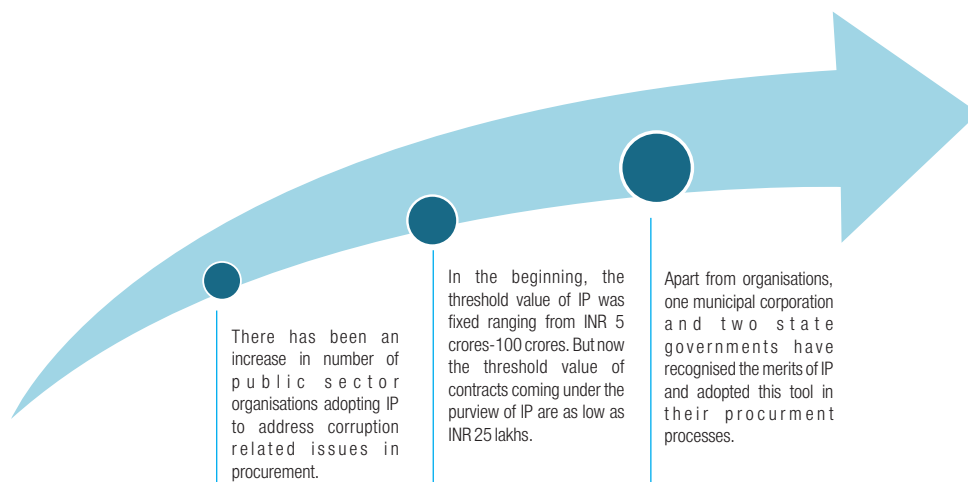 There has been an
increase in number of
public sector
organisations adopting IP
to address corruption
related issues in
procurement.
In the beginning, the
threshold value of IP was
fixed ranging from INR 5
crores-100 crores. But now
the threshold value of
contracts coming under the
purview of IP are as low as
INR 25 lakhs.
Apart from organisations,
one municipal corporation
and two state
governments have
recognised the merits of IP
and adopted this tool in
their procurment
processes.